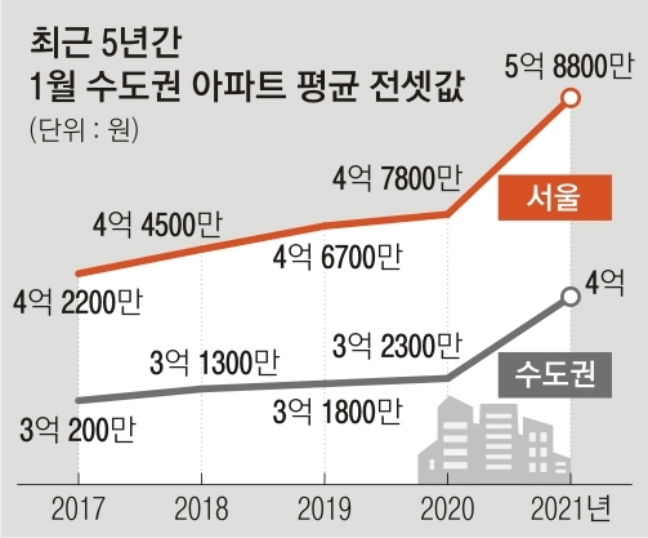 최근 5년간
1월 수도권 아파트 평균 전셋값
(단위 : 원)
5억 8800만
4억 7800만
서울
4억 4500만
4억 6700만
4억 2200만
4억
3억 2300만
3억 1300만
수도권
3억 1800만
3억 200만
2017 2018 2019 2020 2021년